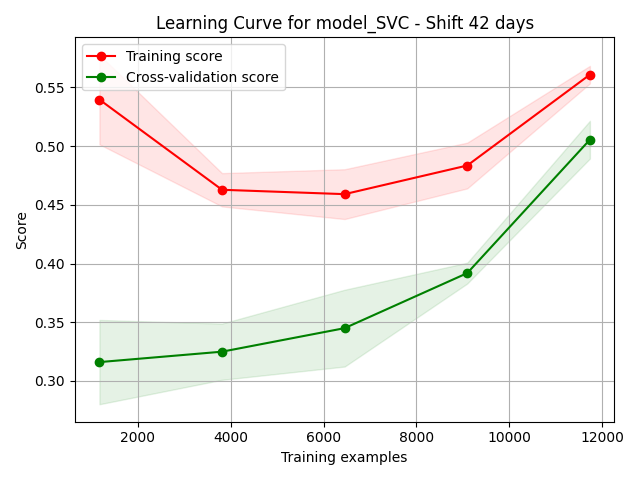 Learning Curve for model_SVC - Shift 42 days
Training score
Cross-validation score
0.55
0.50
0.45
0.40
0.35
0.30
Score
2000 4000 6000 8000 10000 12000
Training examples